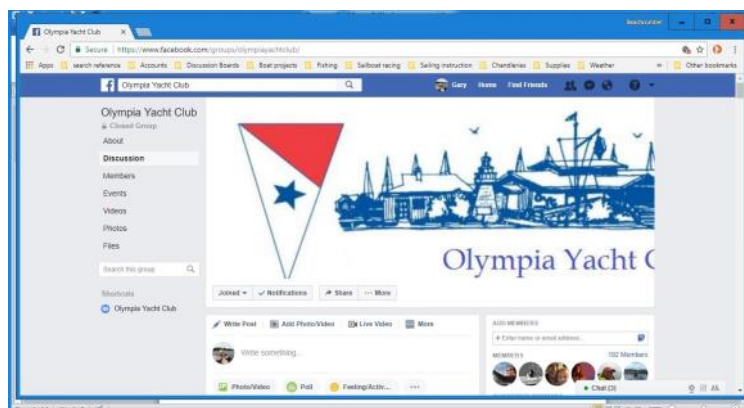 Olympia Yacht Club
Secure https://www.facebook.com/groups/olympiayachtclub/
Apps search reference Accounts Discussion Boards Boat projects Fishing Sailboat racing Sailing instruction Chandleries Supplies Weather » Other bookmarks
Olympia Yacht Club
Gary Home Find Friends
Olympia Yacht Club
Closed Group
About
Discussion
Members
Events
Videos
Photos
Files
Search this group
Shortcuts
Olympia Yacht Club
Olympia Yacht C
Joined Notifications Share ··· More
Write Post Add Photo/Video Live Video More
Write something...
Photo/Video Poll Feeling/Activ... ···
ADD MEMBERS
+ Enter name or email address...
MEMBERS 192 Members
Chat (3)